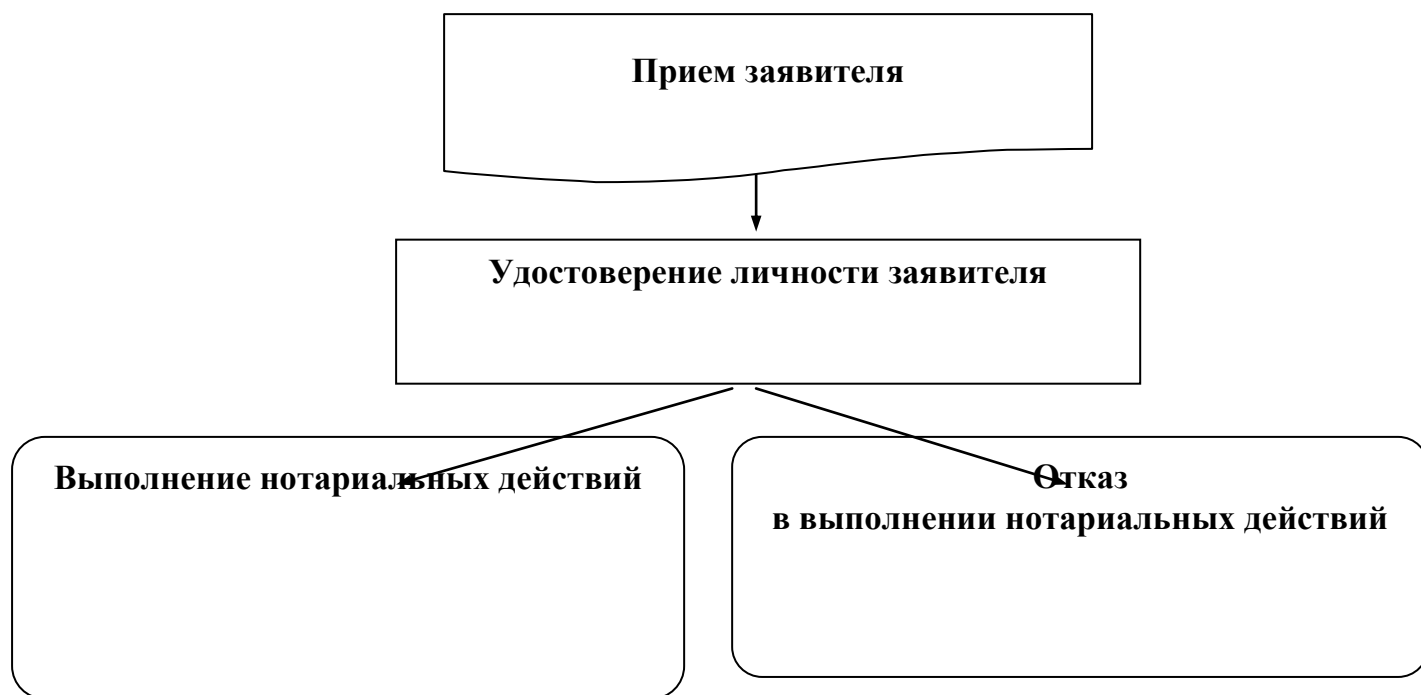 Прием заявителя
Удостоверение личности заявителя
Выполнение нотариальных действий
Отказ
в выполнении нотариальных действий